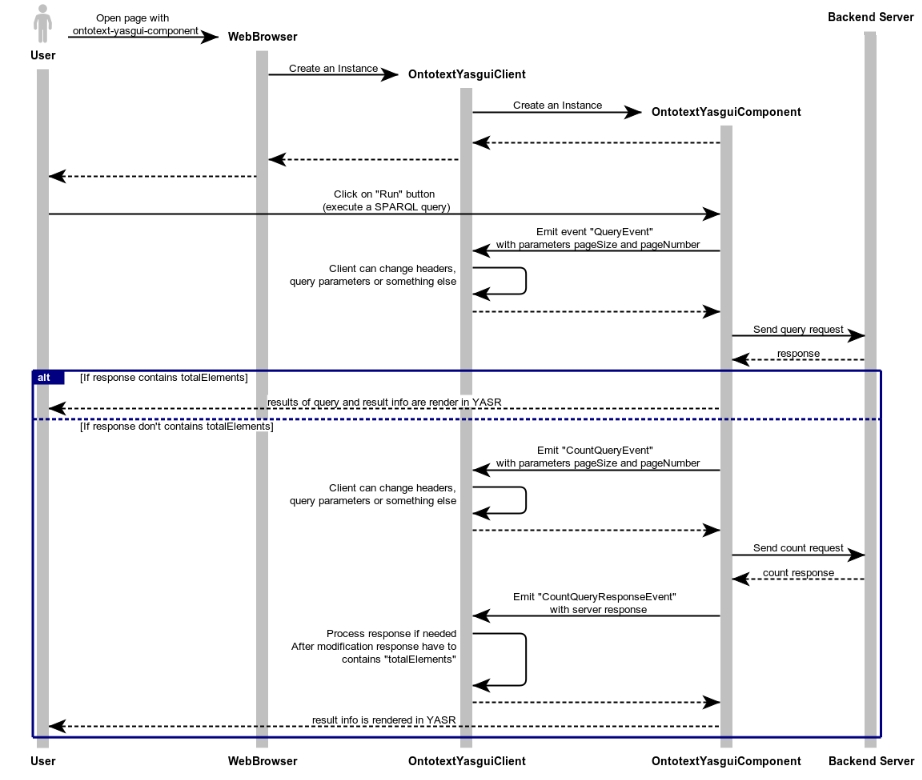 Open page with
ontotext-yasgui-component
Backend Server
WebBrowser
User
Create an Instance
OntotextYasguiClient
Create an Instance
OntotextYasguiComponent
Click on "Run" button
(execute a SPARQL query)
Emit event "QueryEvent"
with parameters pageSize and pageNumber
Client can change headers,
query parameters or something else
Send query request
response
alt
[If response contains totalElements]
results of query and result info are render in YASR
[If response don't contains totalElements]
Emit "CountQueryEvent"
with parameters pageSize and pageNumber
Client can change headers,
query parameters or something else
Send count request
count response
Emit "CountQueryResponseEvent"
with server response
Process response if needed
After modification response have to
contains "totalElements"
result info is rendered in YASR
User
WebBrowser
OntotextYasguiClient
OntotextYasguiComponent
Backend Server